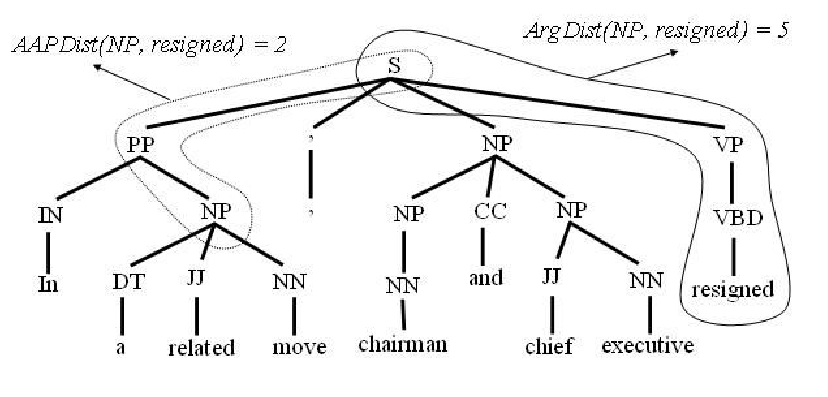 AAPDist(NP, resigned) = 2
ArgDist(NP, resigned) = 5
S
PP , NP VP
IN NP , NP CC NP VBD
In DT JJ NN NN and JJ NN resigned
a related move chairman chief executive